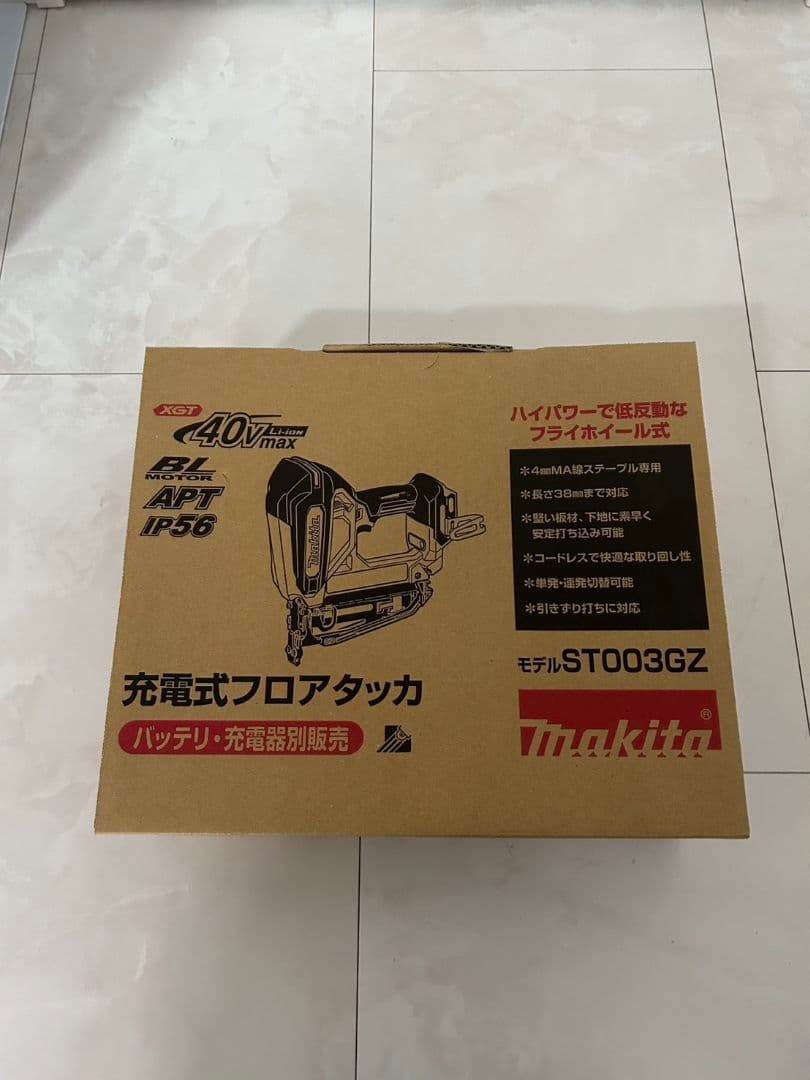 XGT
40Vmax Li-ion
BL
MOTOR
APT
IP56
makita
ハイパワーで低反動な
フライホイール式
＊4mmMA線ステープル専用
＊長さ38mmまで対応
＊堅い板材、下地に素早く
安定打ち込み可能
＊コードレスで快適な取り回し性
＊単発・連発切替可能
＊引きずり打ちに対応
モデルST003GZ
充電式フロアタッカ
バッテリ・充電器別販売
makita®